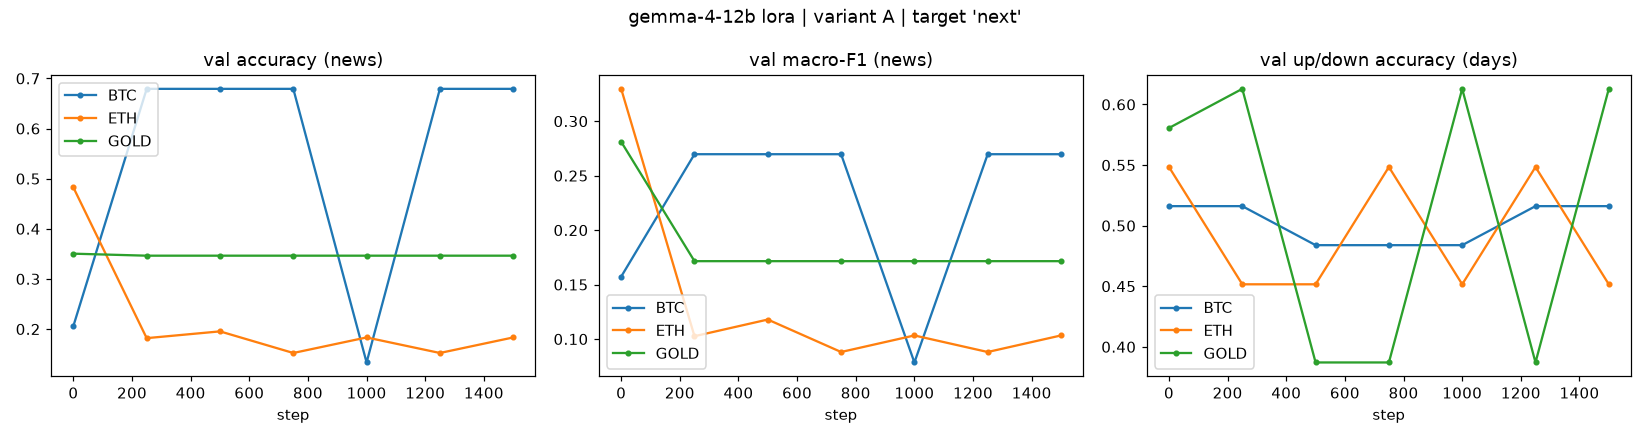 gemma-4-12b lora | variant A | target 'next'
val accuracy (news)
0.7
0.6
0.5
0.4
0.3
0.2
BTC
ETH
GOLD
0 200 400 600 800 1000 1200 1400
step
val macro-F1 (news)
0.30
0.25
0.20
0.15
0.10
BTC
ETH
GOLD
0 200 400 600 800 1000 1200 1400
step
val up/down accuracy (days)
0.60
0.55
0.50
0.45
0.40
BTC
ETH
GOLD
0 200 400 600 800 1000 1200 1400
step